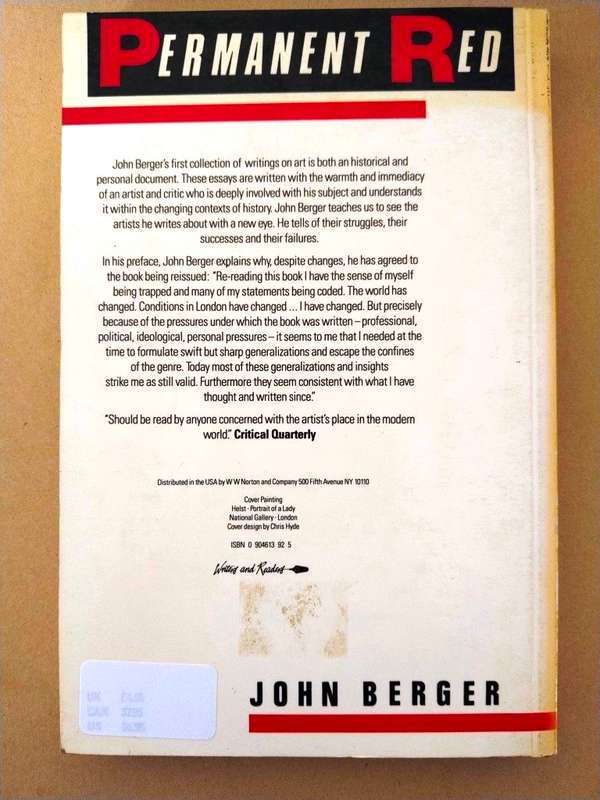 PERMANENT RED
John Berger's first collection of writings on art is both an historical and
personal document. These essays are written with the warmth and immediacy
of an artist and critic who is deeply involved with his subject and understands
it within the changing contexts of history. John Berger teaches us to see the
artists he writes about with a new eye. He tells of their struggles, their
successes and their failures.
In his preface, John Berger explains why, despite changes, he has agreed to
the book being reissued: "Re-reading this book I have the sense of myself
being trapped and many of my statements being coded. The world has
changed. Conditions in London have changed ... I have changed. But precisely
because of the pressures under which the book was written – professional,
political, ideological, personal pressures – it seems to me that I needed at the
time to formulate swift but sharp generalizations and escape the confines
of the genre. Today most of these generalizations and insights
strike me as still valid. Furthermore they seem consistent with what I have
thought and written since."
"Should be read by anyone concerned with the artist's place in the modern
world." Critical Quarterly
Distributed in the USA by W W Norton and Company 500 Fifth Avenue NY 10110
Cover Painting
Helst · Portrait of a Lady
National Gallery · London
Cover design by Chris Hyde
ISBN 0 904613 92 5
Writers and Readers
UK
CAN
US
JOHN BERGER